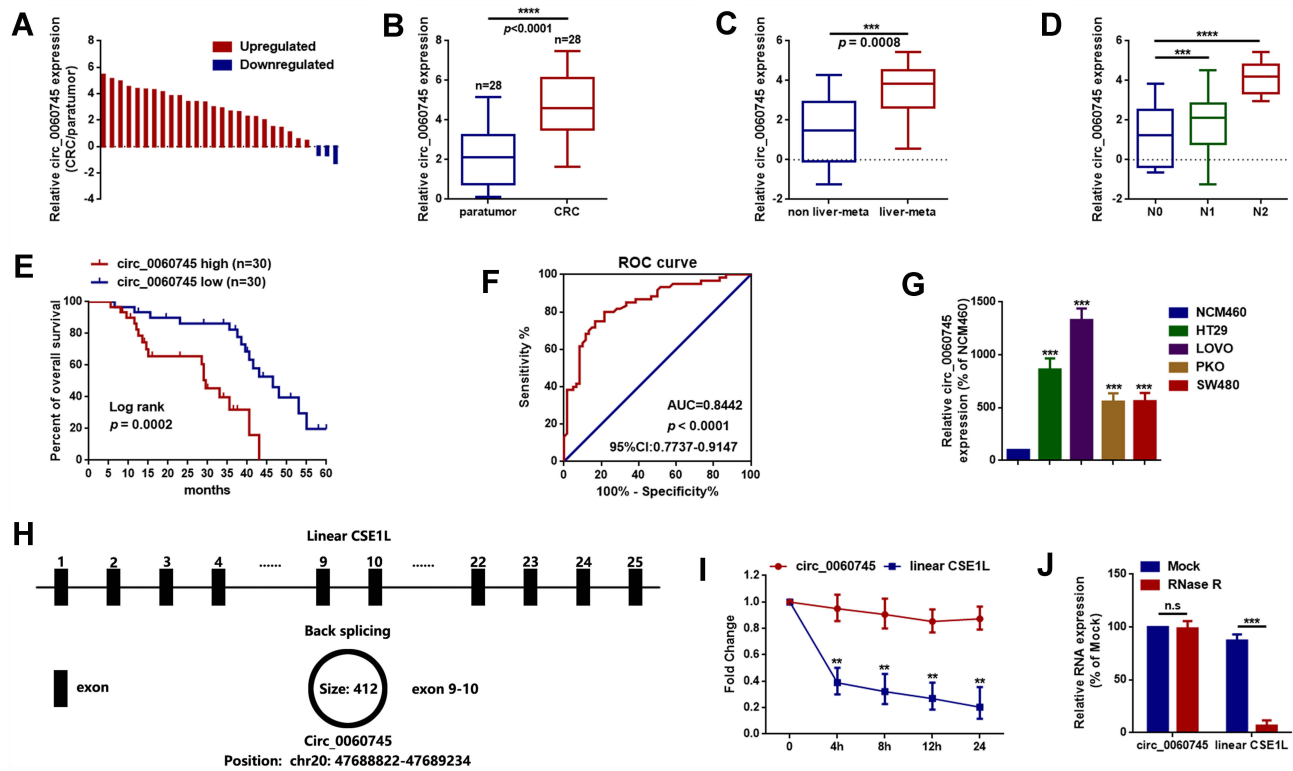 A
Relative circ_0060745 expression
(CRC/paratumor)
8
6
4
2
0
-2
-4
Upregulated
Downregulated
B
Relative circ_0060745 expression
8
6
4
2
0
****
p<0.0001
n=28
n=28
paratumor
CRC
C
Relative circ_0060745 expression
6
4
2
0
-2
***
p = 0.0008
non liver-meta
liver-meta
D
Relative circ_0060745 expression
6
4
2
0
-2
****
***
N0
N1
N2
E
circ_0060745 high (n=30)
circ_0060745 low (n=30)
Percent of overall survival
100
80
60
40
20
0
Log rank
p = 0.0002
0 5 10 15 20 25 30 35 40 45 50 55 60
months
F
ROC curve
Sensitivity %
100
80
60
40
20
0
AUC=0.8442
p < 0.0001
95%CI:0.7737-0.9147
0 20 40 60 80 100
100% - Specificity%
G
Relative circ_0060745
expression (% of NCM460)
1500
1000
500
0
***
***
***
***
NCM460
HT29
LOVO
PKO
SW480
H
Linear CSE1L
1 2 3 4 ...... 9 10 ...... 22 23 24 25
Back splicing
exon
Size: 412
exon 9-10
Circ_0060745
Position: chr20: 47688822-47689234
I
circ_0060745
linear CSE1L
Fold Change
1.2
1.0
0.8
0.6
0.4
0.2
0.0
**
**
**
**
0 4h 8h 12h 24
J
Mock
RNase R
Relative RNA expression
(% of Mock)
150
100
50
0
n.s
***
circ_0060745
linear CSE1L